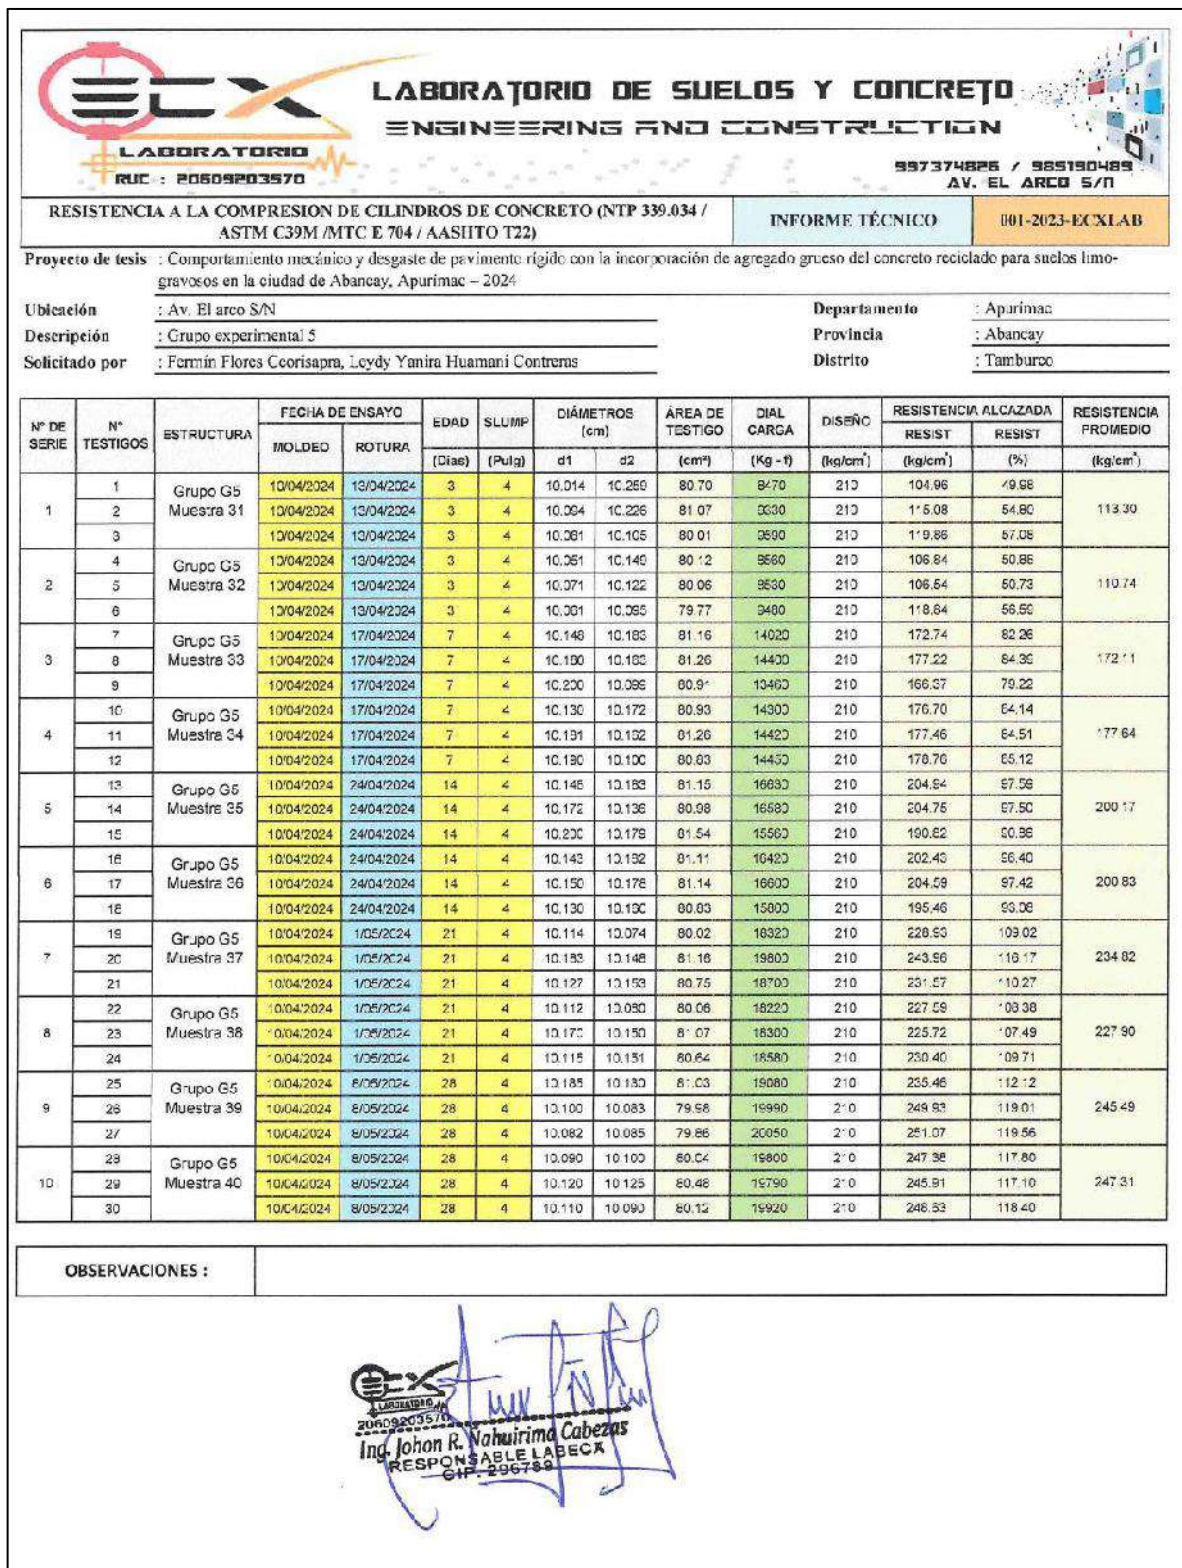 ECX
LABORATORIO
RUC : 20609203570
LABORATORIO DE SUELOS Y CONCRETO
ENGINEERING AND CONSTRUCTION
997374826 / 985190489
AV. EL ARCO S/N
RESISTENCIA A LA COMPRESION DE CILINDROS DE CONCRETO (NTP 339.034 / ASTM C39M /MTC E 704 / AASHTO T22)
INFORME TÉCNICO
001-2023-ECXLAB
Proyecto de tesis : Comportamiento mecánico y desgaste de pavimento rígido con la incorporación de agregado grueso del concreto reciclado para suelos limo-
gravosos en la ciudad de Abancay, Apurímac – 2024
Ubicación : Av. El arco S/N Departamento : Apurímac
Descripción : Grupo experimental 5 Provincia : Abancay
Solicitado por : Fermín Flores Ccorisapra, Leydy Yanira Huamani Contreras Distrito : Tamburco
N° DE SERIE N° TESTIGOS ESTRUCTURA FECHA DE ENSAYO EDAD SLUMP DIÁMETROS (cm) ÁREA DE TESTIGO DIAL CARGA DISEÑO RESISTENCIA ALCAZADA RESISTENCIA PROMEDIO
MOLDEO ROTURA RESIST RESIST
(Dias) (Pulg) d1 d2 (cm²) (Kg - f) (kg/cm²) (kg/cm²) (%) (kg/cm²)
1 Grupo G5 10/04/2024 13/04/2024 3 4 10.014 10.259 80.70 8470 210 104.96 49.98
1 2 Muestra 31 10/04/2024 13/04/2024 3 4 10.094 10.226 81.07 9330 210 115.08 54.80 113.30
3 10/04/2024 13/04/2024 3 4 10.081 10.105 80.01 9590 210 119.86 57.08
4 Grupo G5 10/04/2024 13/04/2024 3 4 10.051 10.149 80.12 8560 210 106.84 50.88
2 5 Muestra 32 10/04/2024 13/04/2024 3 4 10.071 10.122 80.06 8530 210 106.54 50.73 110.74
6 10/04/2024 13/04/2024 3 4 10.061 10.095 79.77 9480 210 118.84 56.59
7 Grupo G5 10/04/2024 17/04/2024 7 4 10.148 10.183 81.16 14020 210 172.74 82.26
3 8 Muestra 33 10/04/2024 17/04/2024 7 4 10.180 10.163 81.26 14400 210 177.22 84.39 172.11
9 10/04/2024 17/04/2024 7 4 10.200 10.099 80.91 13460 210 166.37 79.22
10 Grupo G5 10/04/2024 17/04/2024 7 4 10.130 10.172 80.93 14300 210 176.70 84.14
4 11 Muestra 34 10/04/2024 17/04/2024 7 4 10.181 10.162 81.26 14420 210 177.46 84.51 177.64
12 10/04/2024 17/04/2024 7 4 10.190 10.100 80.83 14450 210 178.76 85.12
13 Grupo G5 10/04/2024 24/04/2024 14 4 10.146 10.183 81.15 16630 210 204.94 97.59
5 14 Muestra 35 10/04/2024 24/04/2024 14 4 10.172 10.136 80.98 16580 210 204.75 97.50 200.17
15 10/04/2024 24/04/2024 14 4 10.200 10.179 81.54 15560 210 190.82 90.86
16 Grupo G5 10/04/2024 24/04/2024 14 4 10.143 10.182 81.11 16420 210 202.43 96.40
6 17 Muestra 36 10/04/2024 24/04/2024 14 4 10.150 10.178 81.14 16600 210 204.59 97.42 200.83
18 10/04/2024 24/04/2024 14 4 10.130 10.160 80.83 15800 210 195.46 93.08
19 Grupo G5 10/04/2024 1/05/2024 21 4 10.114 10.074 80.02 18320 210 228.93 109.02
7 20 Muestra 37 10/04/2024 1/05/2024 21 4 10.183 10.148 81.16 19800 210 243.96 116.17 234.82
21 10/04/2024 1/05/2024 21 4 10.127 10.153 80.75 18700 210 231.57 110.27
22 Grupo G5 10/04/2024 1/05/2024 21 4 10.112 10.080 80.06 18220 210 227.59 108.38
8 23 Muestra 38 10/04/2024 1/05/2024 21 4 10.170 10.150 81.07 18300 210 225.72 107.49 227.90
24 10/04/2024 1/05/2024 21 4 10.115 10.151 80.64 18580 210 230.40 109.71
25 Grupo G5 10/04/2024 8/05/2024 28 4 10.185 10.130 81.03 19080 210 235.46 112.12
9 26 Muestra 39 10/04/2024 8/05/2024 28 4 10.100 10.083 79.98 19990 210 249.93 119.01 245.49
27 10/04/2024 8/05/2024 28 4 10.082 10.085 79.86 20050 210 251.07 119.56
28 Grupo G5 10/04/2024 8/05/2024 28 4 10.090 10.100 80.04 19800 210 247.38 117.80
10 29 Muestra 40 10/04/2024 8/05/2024 28 4 10.120 10.125 80.48 19790 210 245.91 117.10 247.31
30 10/04/2024 8/05/2024 28 4 10.110 10.090 80.12 19920 210 248.63 118.40
OBSERVACIONES :
ECX
LABORATORIO
20609203570
Ing. Johon R. Nahuirima Cabezas
RESPONSABLE LABECX
CIP. 296789